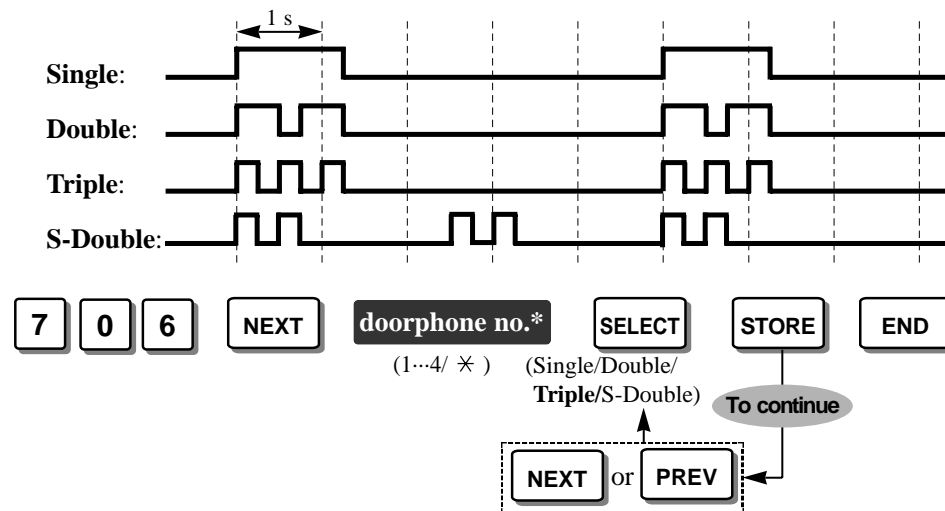 1 s
Single:
Double:
Triple:
S-Double:
7 0 6 NEXT doorphone no.* SELECT STORE END
(1···4/ ✳ ) (Single/Double/
Triple/S-Double)
To continue
NEXT or PREV